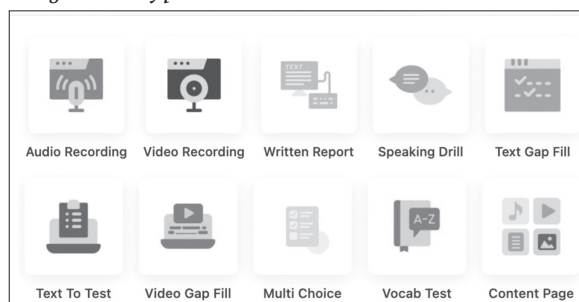 Audio Recording Video Recording Written Report Speaking Drill Text Gap Fill
TEXT
A-Z
Text To Test Video Gap Fill Multi Choice Vocab Test Content Page